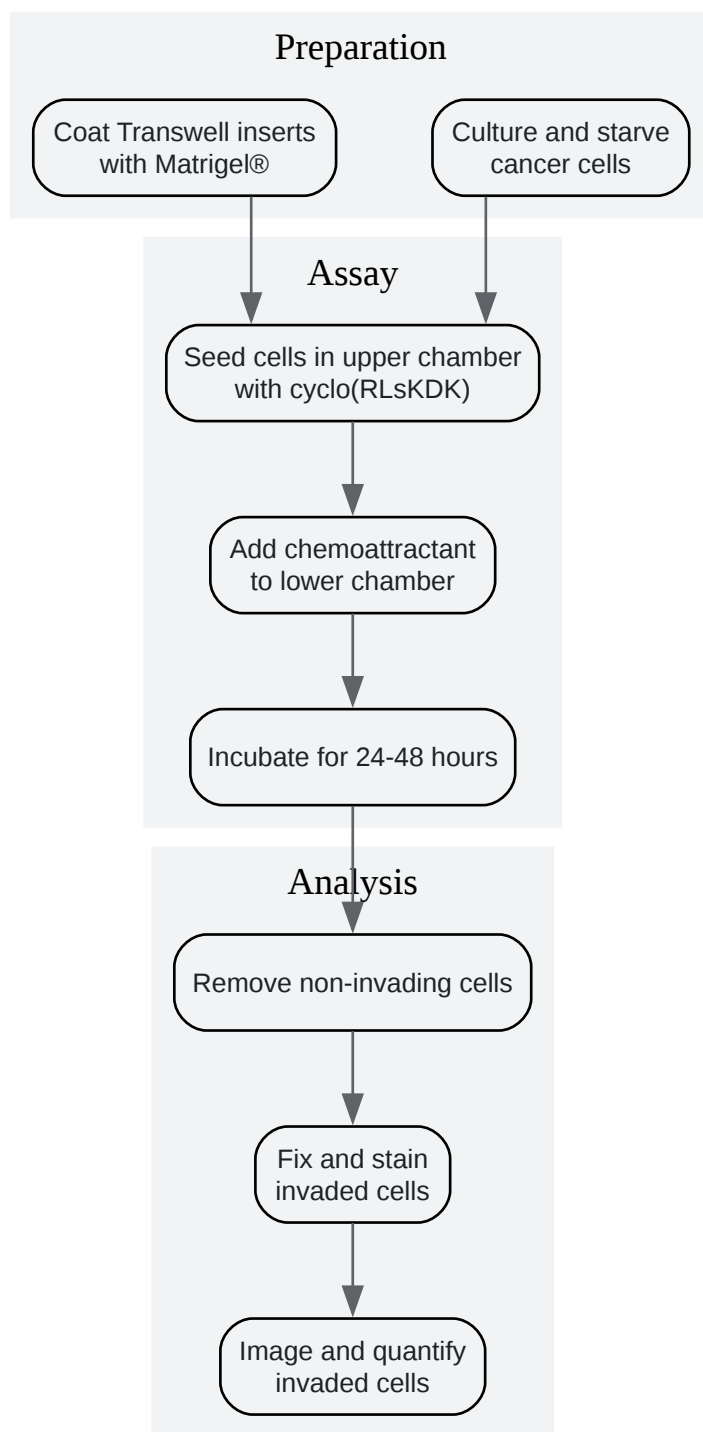 Preparation
Coat Transwell inserts
with Matrigel®
Culture and starve
cancer cells
Assay
Seed cells in upper chamber
with cyclo(RLsKDK)
Add chemoattractant
to lower chamber
Incubate for 24-48 hours
Analysis
Remove non-invading cells
Fix and stain
invaded cells
Image and quantify
invaded cells